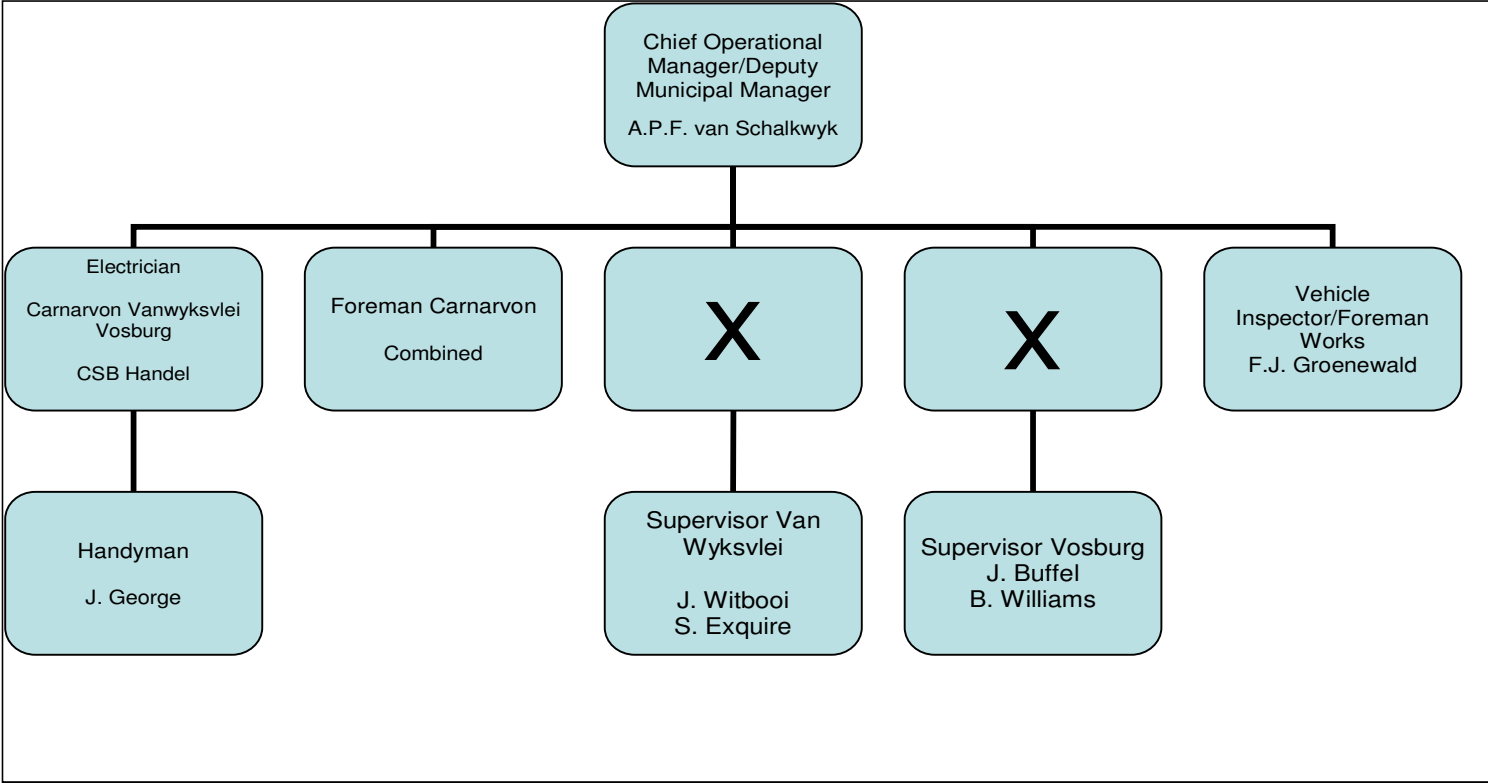 Chief Operational
Manager/Deputy
Municipal Manager
A.P.F. van Schalkwyk
Electrician
Carnarvon Vanwyksvlei
Vosburg
CSB Handel
Foreman Carnarvon
Combined
X
X
Vehicle
Inspector/Foreman
Works
F.J. Groenewald
Handyman
J. George
Supervisor Van
Wyksvlei
J. Witbooi
S. Exquire
Supervisor Vosburg
J. Buffel
B. Williams